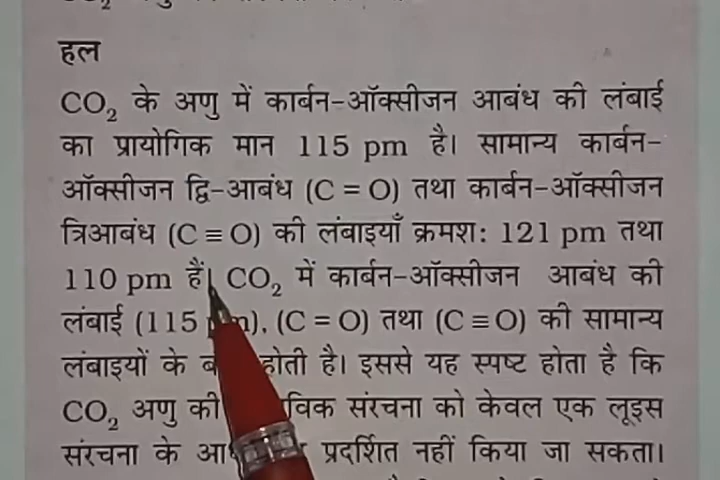 हल
CO₂ के अणु में कार्बन-ऑक्सीजन आबंध की लंबाई
का प्रायोगिक मान 115 pm है। सामान्य कार्बन-
ऑक्सीजन द्वि-आबंध (C = O) तथा कार्बन-ऑक्सीजन
त्रिआबंध (C ≡ O) की लंबाइयाँ क्रमश: 121 pm तथा
110 pm हैं। CO₂ में कार्बन-ऑक्सीजन आबंध की
लंबाई (115 pm), (C = O) तथा (C ≡ O) की सामान्य
लंबाइयों के होती है। इससे यह स्पष्ट होता है कि
CO₂ अणु की संरचना को केवल एक लूइस
संरचना के प्रदर्शित नहीं किया जा सकता।